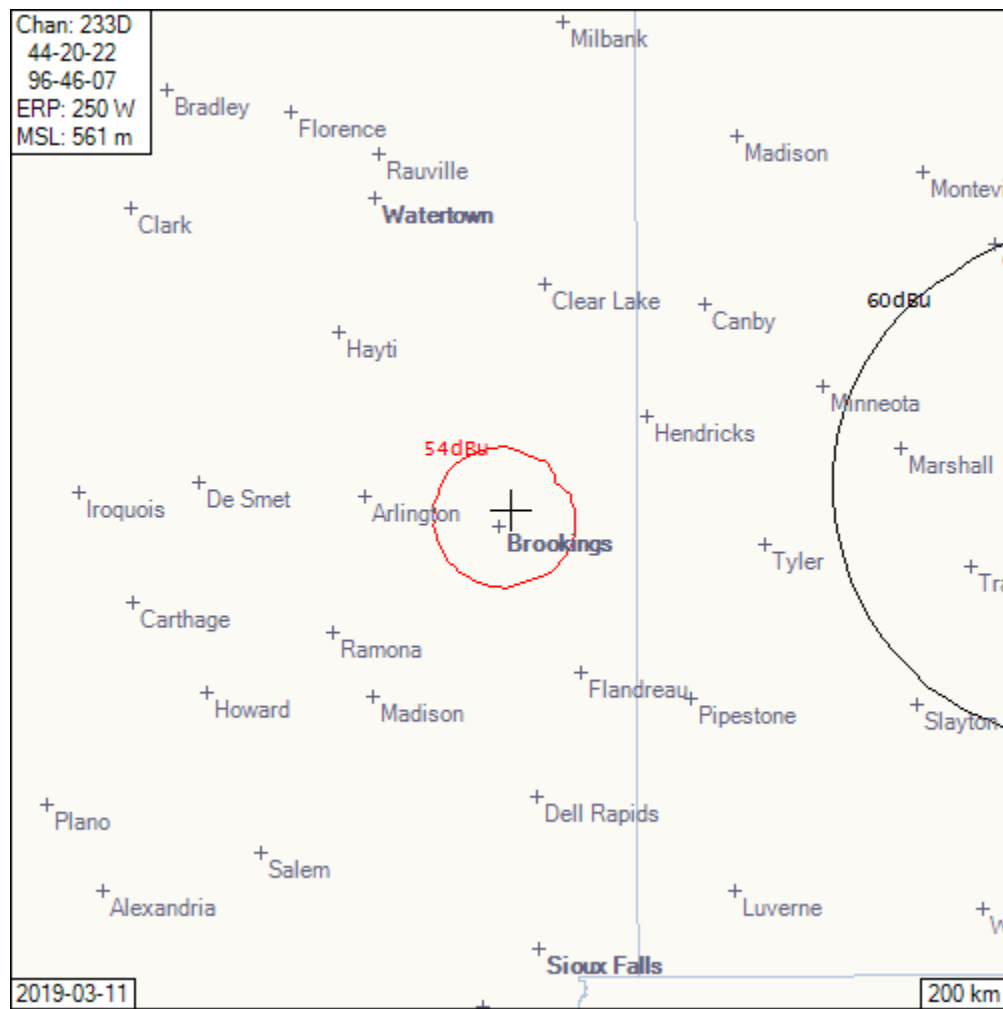 Chan: 233D
44-20-22
96-46-07
ERP: 250 W
MSL: 561 m
Milbank
Bradley
Florence
Madison
Rauville
Watertown
Clark
Clear Lake
60dBu
Canby
Hayti
Minneota
Hendricks
54dBu
Marshall
Iroquois
De Smet
Arlington
Brookings
Tyler
Carthage
Ramona
Flandreau
Howard
Madison
Pipestone
Slayton
Dell Rapids
Plano
Salem
Alexandria
Luverne
Sioux Falls
2019-03-11
200 km